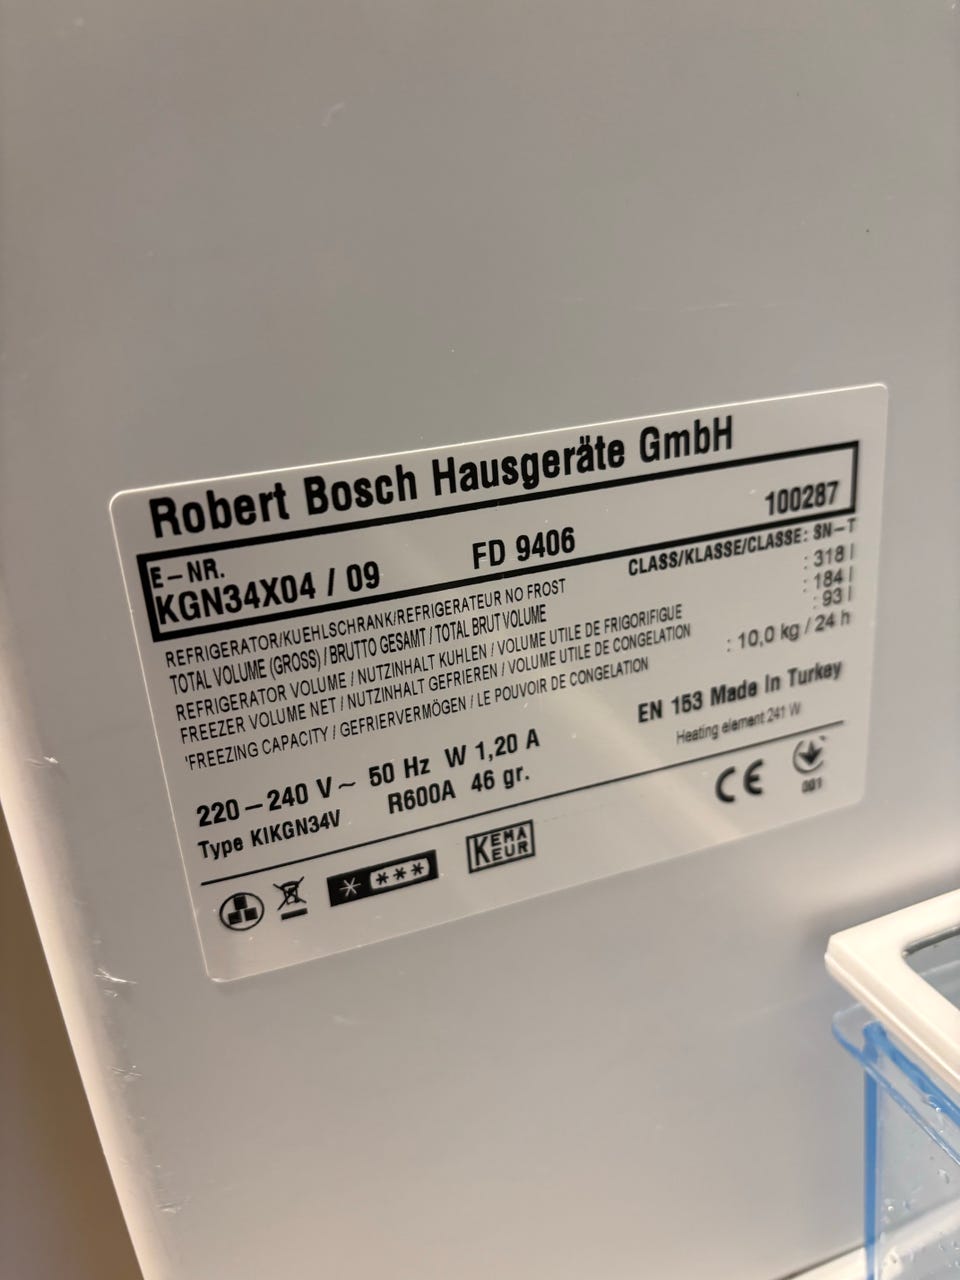 Robert Bosch Hausgeräte GmbH
E-NR.
KGN34X04 / 09 FD 9406 100287
REFRIGERATOR/KUEHLSCHRANK/REFRIGERATEUR NO FROST CLASS/KLASSE/CLASSE: SN-T
TOTAL VOLUME (GROSS) / BRUTTO GESAMT / TOTAL BRUT VOLUME : 318 l
REFRIGERATOR VOLUME / NUTZINHALT KUHLEN / VOLUME UTILE DE FRIGORIFIGUE : 184 l
FREEZER VOLUME NET / NUTZINHALT GEFRIEREN / VOLUME UTILE DE CONGELATION : 93 l
'FREEZING CAPACITY / GEFRIERVERMÖGEN / LE POUVOIR DE CONGELATION : 10,0 kg / 24 h
220-240 V ~ 50 Hz W 1,20 A EN 153 Made In Turkey
Type KIKGN34V R600A 46 gr. Heating element 241 W
CE 001
KEMA
KEUR